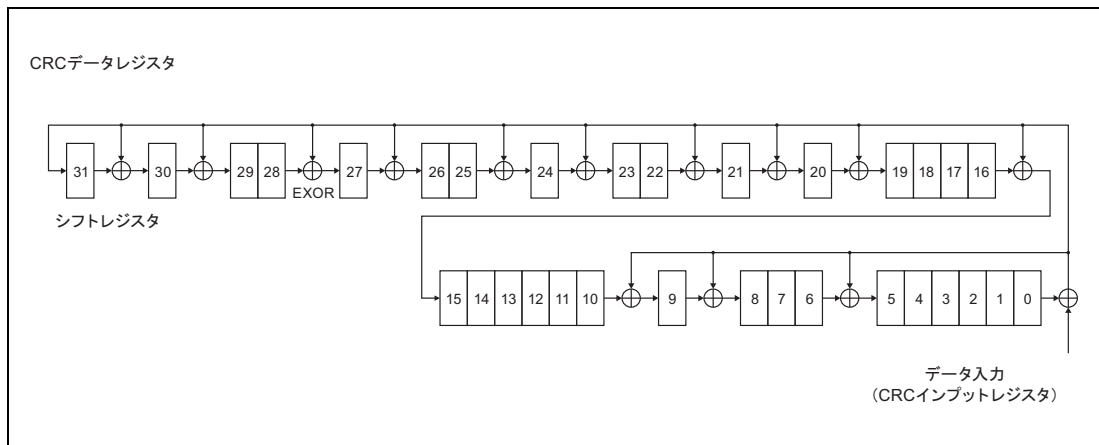 CRCデータレジスタ
31 30 29 28 27 26 25 24 23 22 21 20 19 18 17 16
EXOR
シフトレジスタ
15 14 13 12 11 10 9 8 7 6 5 4 3 2 1 0
データ入力
（CRCインプットレジスタ）